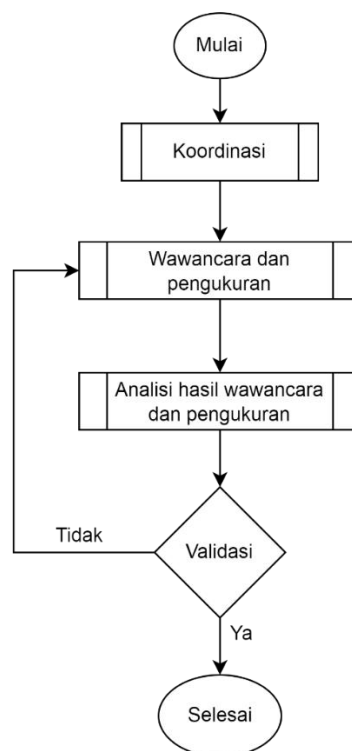 Mulai
Koordinasi
Wawancara dan
pengukuran
Analisi hasil wawancara
dan pengukuran
Tidak
Validasi
Ya
Selesai